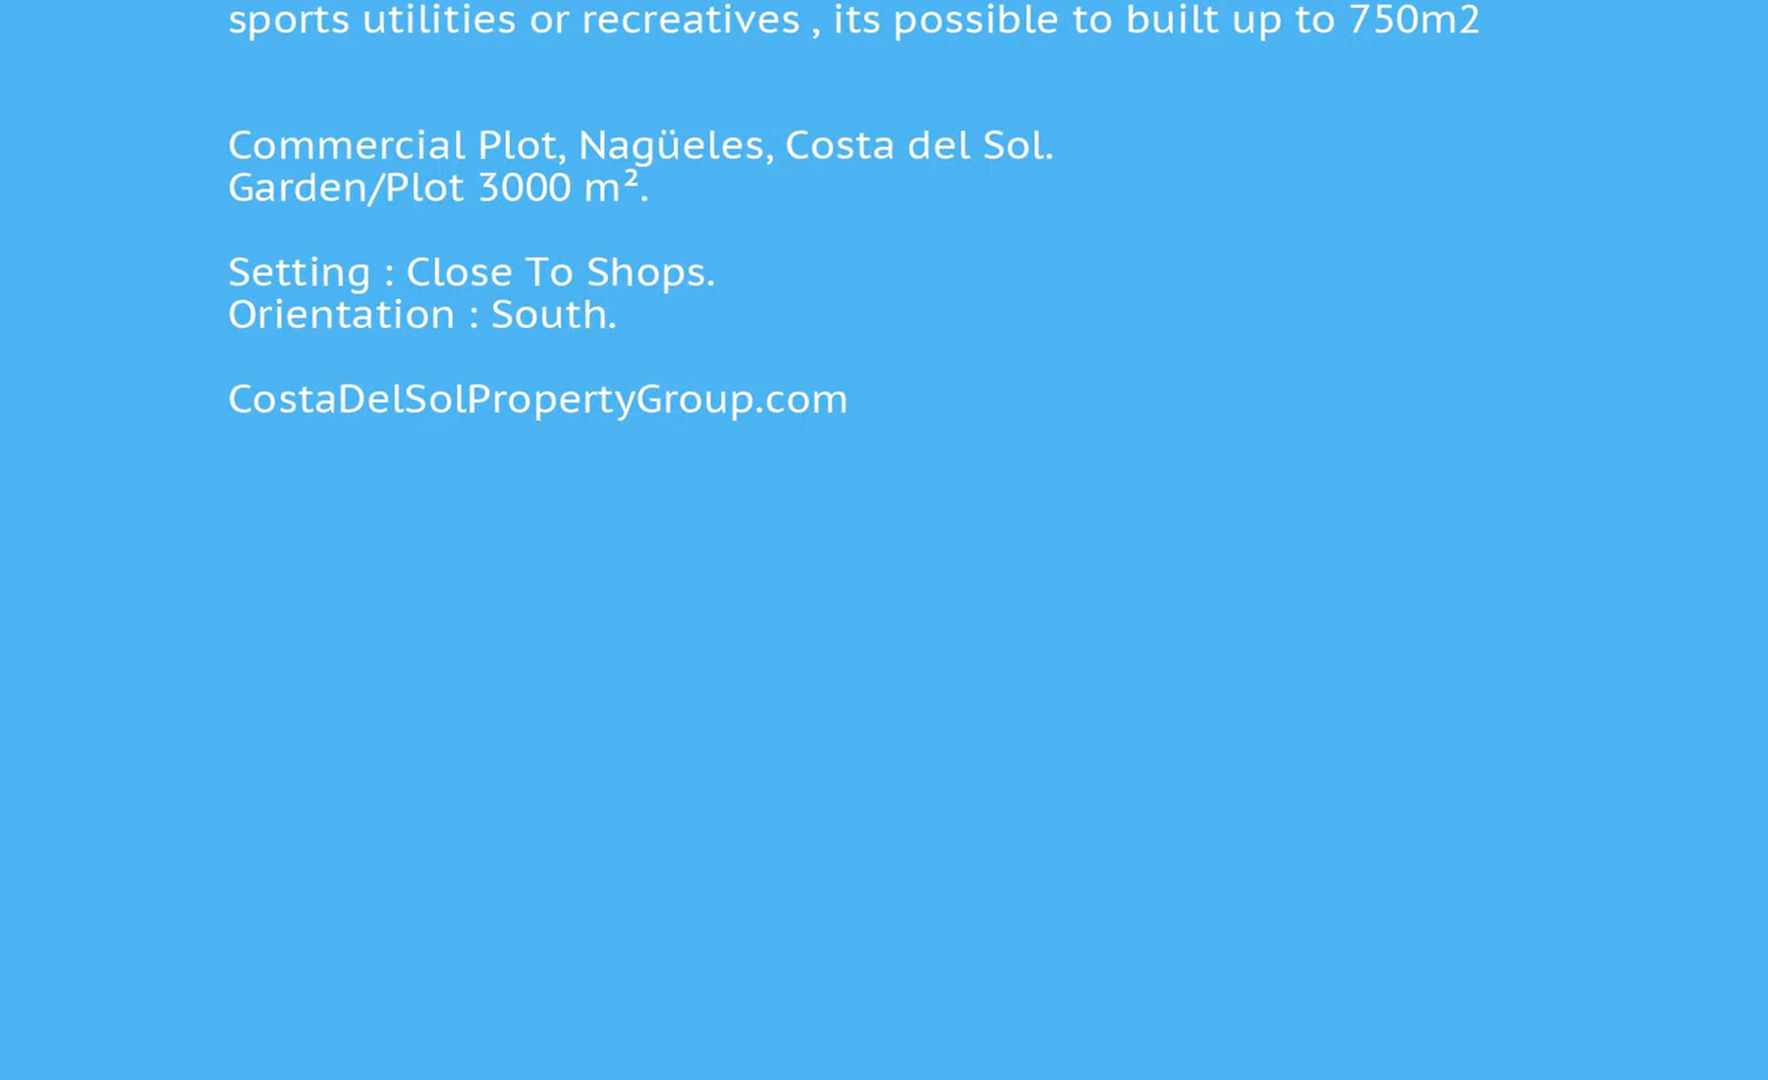 sports utilities or recreatives , its possible to built up to 750m2
Commercial Plot, Nagüeles, Costa del Sol.
Garden/Plot 3000 m².
Setting : Close To Shops.
Orientation : South.
CostaDelSolPropertyGroup.com